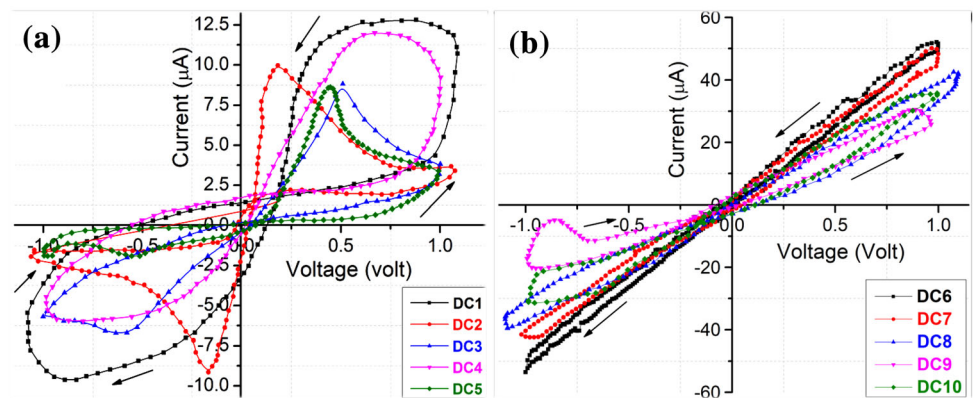 (a)
Current (µA)
12.5
10.0
7.5
5.0
2.5
0.0
-2.5
-5.0
-7.5
-10.0
-1.0
-0.5
0.0
0.5
1.0
Voltage (volt)
DC1
DC2
DC3
DC4
DC5
(b)
Current (µA)
60
40
20
0
-20
-40
-60
-1.0
-0.5
0.0
0.5
1.0
Voltage (Volt)
DC6
DC7
DC8
DC9
DC10